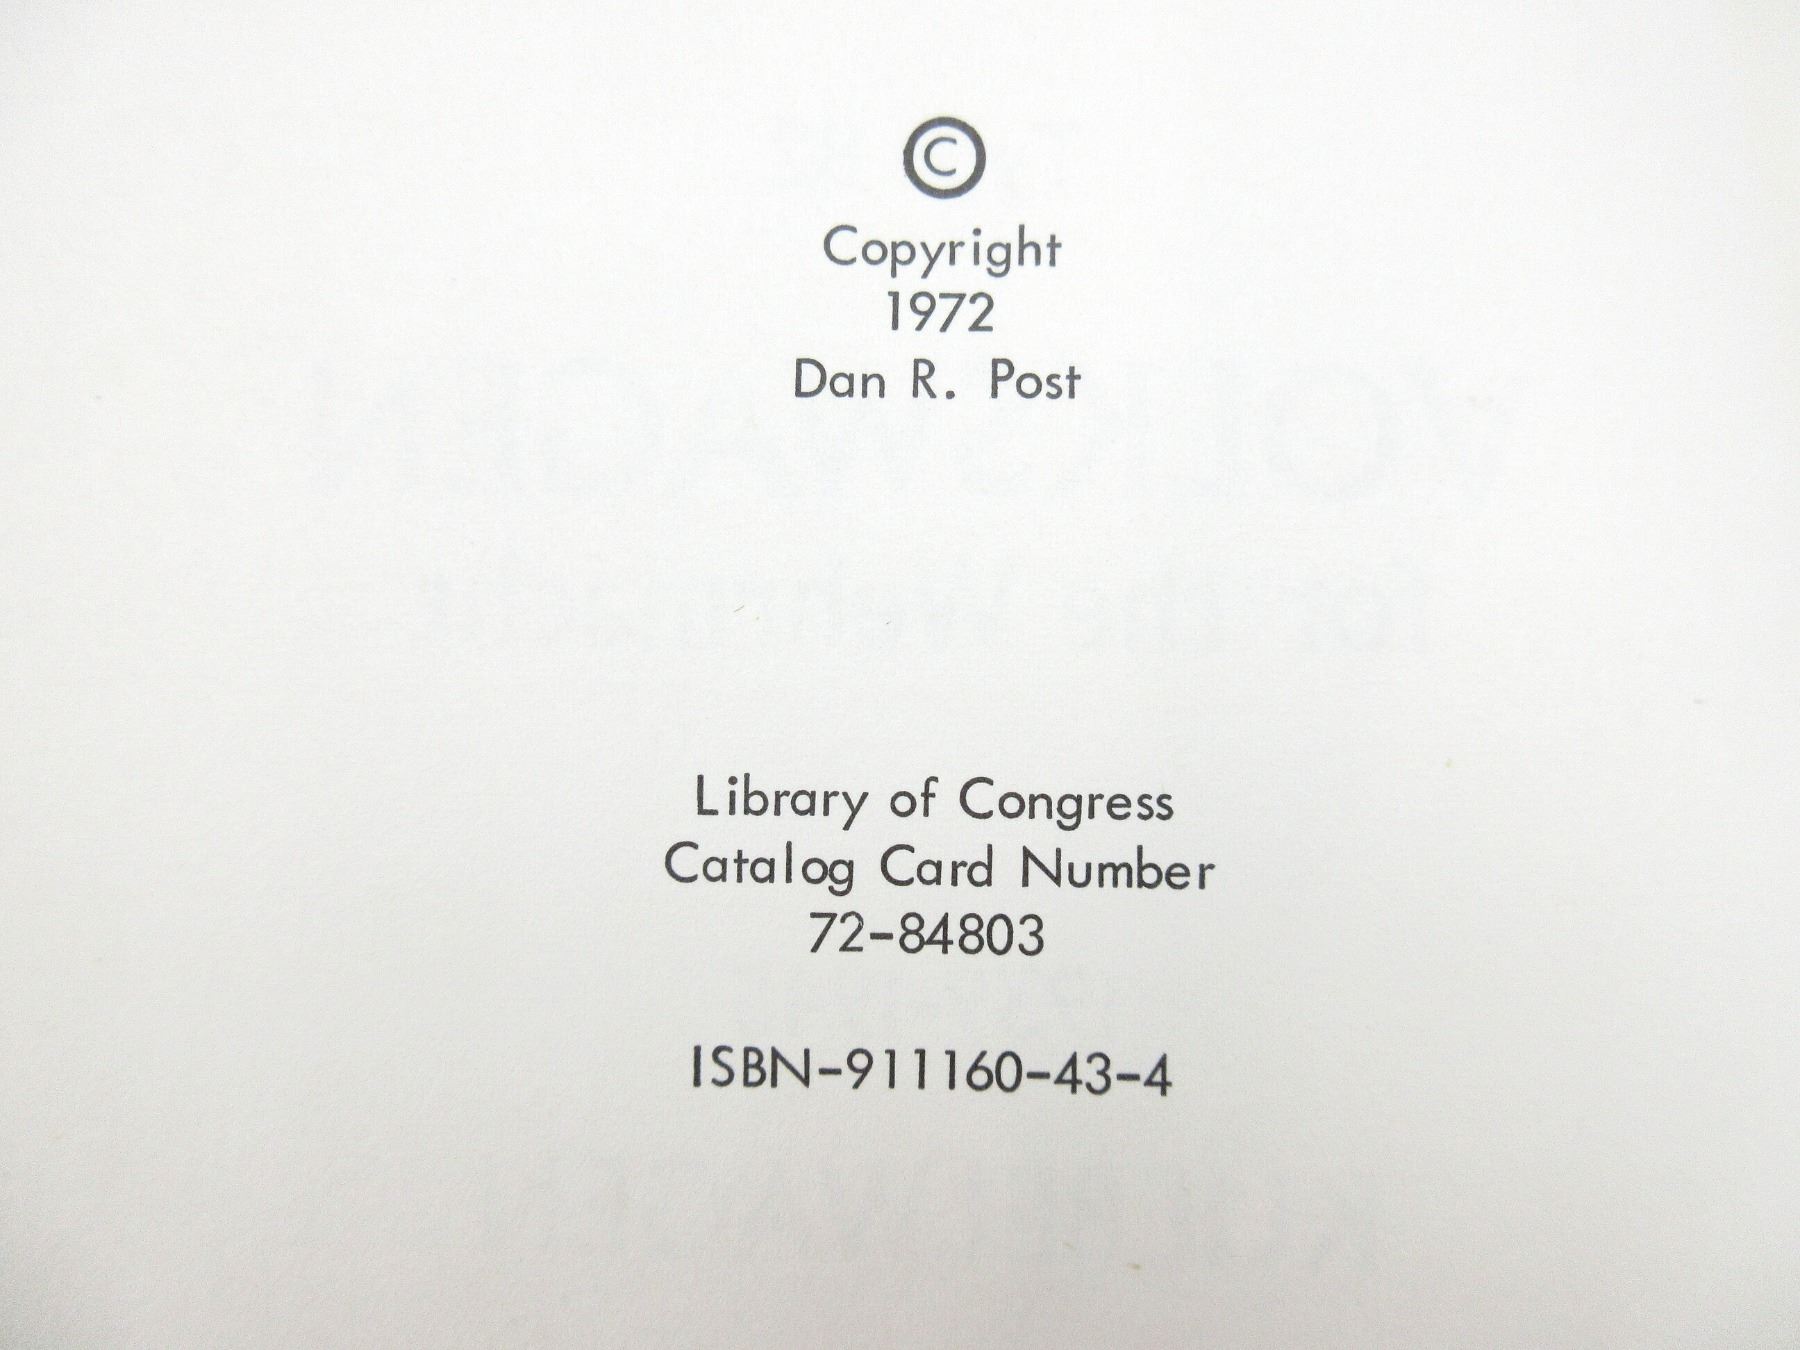 ©
Copyright
1972
Dan R. Post
Library of Congress
Catalog Card Number
72-84803
ISBN-911160-43-4